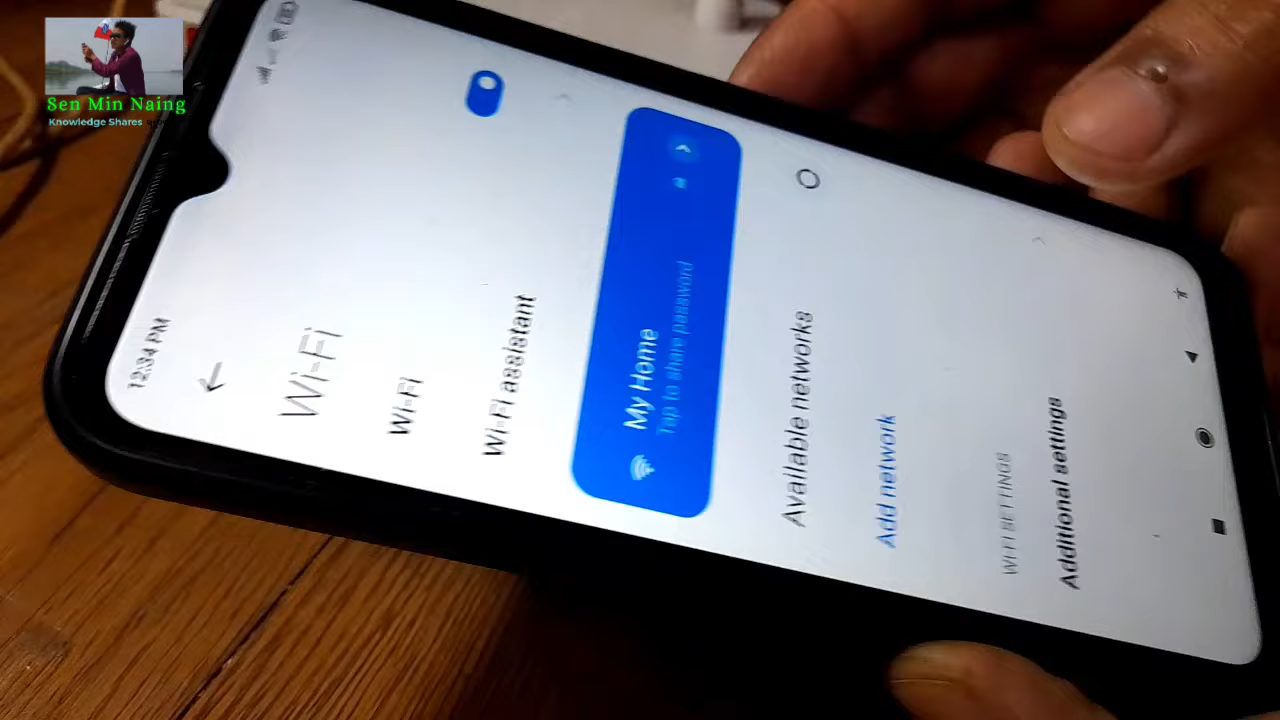 Sen Min Naing
Knowledge Shares
12:34 PM
Wi-Fi
Wi-Fi
Wi-Fi assistant
My Home
Tap to share password
Available networks
Add network
WI-FI SETTINGS
Additional settings